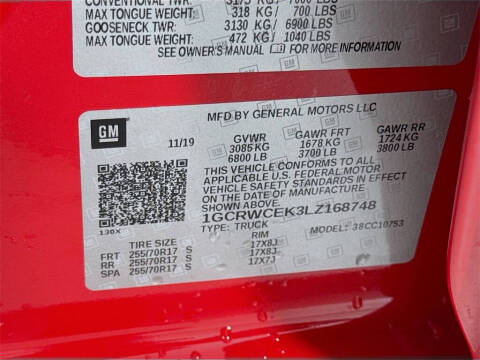 CONVENTIONAL TWR: 3175 KG / 7000 LBS
MAX TONGUE WEIGHT: 318 KG / 700 LBS
GOOSENECK TWR: 3130 KG / 6900 LBS
MAX TONGUE WEIGHT: 472 KG / 1040 LBS
SEE OWNER'S MANUAL FOR MORE INFORMATION
GM
MFD BY GENERAL MOTORS LLC
11/19 GVWR GAWR FRT GAWR RR
3085 KG 1678 KG 1724 KG
6800 LB 3700 LB 3800 LB
THIS VEHICLE CONFORMS TO ALL
APPLICABLE U.S. FEDERAL MOTOR
VEHICLE SAFETY STANDARDS IN EFFECT
ON THE DATE OF MANUFACTURE
SHOWN ABOVE.
1GCRWCEK3LZ168748
TYPE: TRUCK MODEL: 38CC10753
130X
TIRE SIZE RIM
FRT 255/70R17 S 17X8J
RR 255/70R17 S 17X8J
SPA 255/70R17 S 17X7J